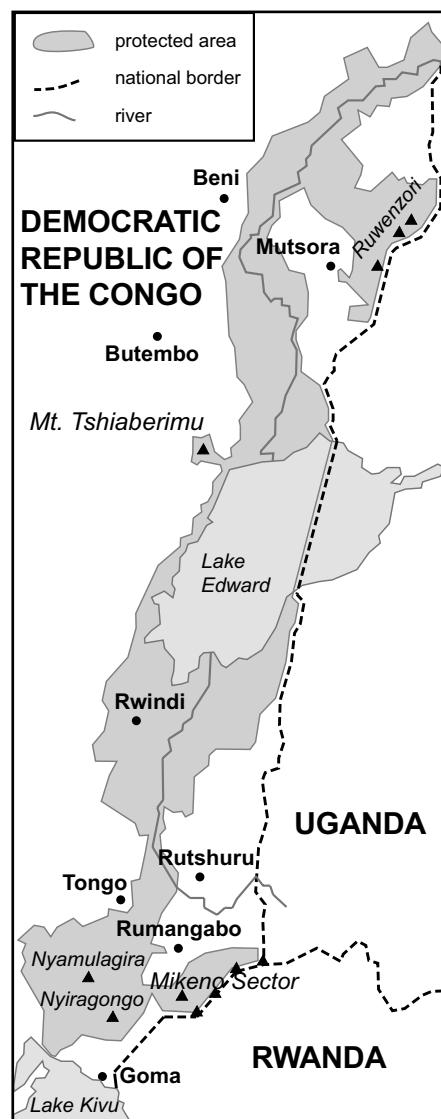 protected area
national border
river
Beni
DEMOCRATIC
REPUBLIC OF
THE CONGO
Ruwenzori
Mutsora
Butembo
Mt. Tshiaberimu
Lake
Edward
Rwindi
UGANDA
Rutshuru
Tongo
Rumangabo
Nyamulagira
Mikeno Sector
Nyiragongo
RWANDA
Goma
Lake Kivu